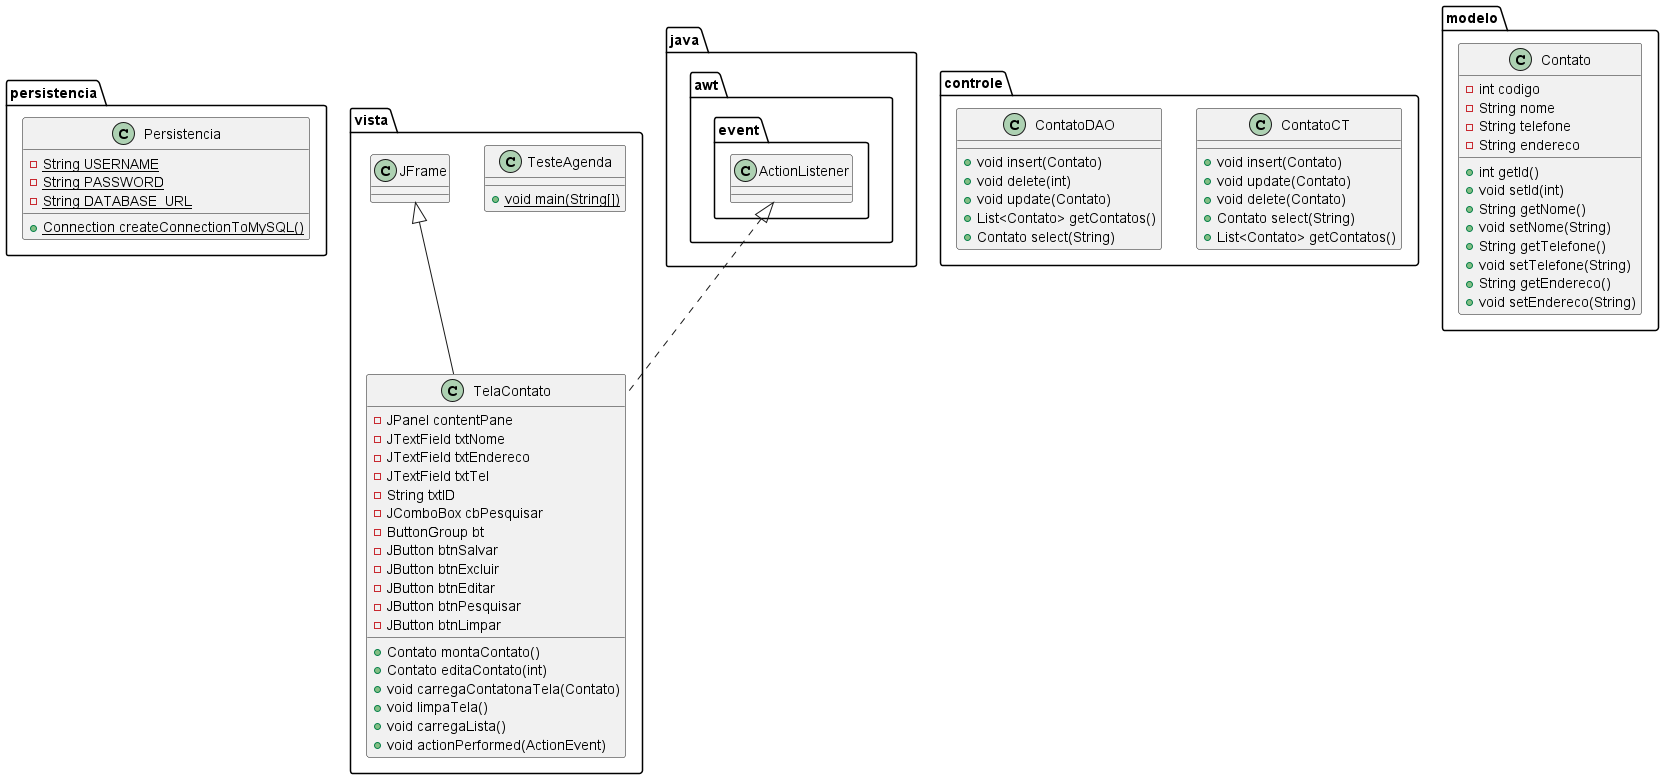 persistencia
C Persistencia
String USERNAME
String PASSWORD
String DATABASE_URL
Connection createConnectionToMySQL()
vista
C JFrame
C TesteAgenda
void main(String[])
C TelaContato
JPanel contentPane
JTextField txtNome
JTextField txtEndereco
JTextField txtTel
String txtID
JComboBox cbPesquisar
ButtonGroup bt
JButton btnSalvar
JButton btnExcluir
JButton btnEditar
JButton btnPesquisar
JButton btnLimpar
Contato montaContato()
Contato editaContato(int)
void carregaContatonaTela(Contato)
void limpaTela()
void carregaLista()
void actionPerformed(ActionEvent)
java
awt
event
C ActionListener
controle
C ContatoDAO
void insert(Contato)
void delete(int)
void update(Contato)
List<Contato> getContatos()
Contato select(String)
C ContatoCT
void insert(Contato)
void update(Contato)
void delete(Contato)
Contato select(String)
List<Contato> getContatos()
modelo
C Contato
int codigo
String nome
String telefone
String endereco
int getId()
void setId(int)
String getNome()
void setNome(String)
String getTelefone()
void setTelefone(String)
String getEndereco()
void setEndereco(String)